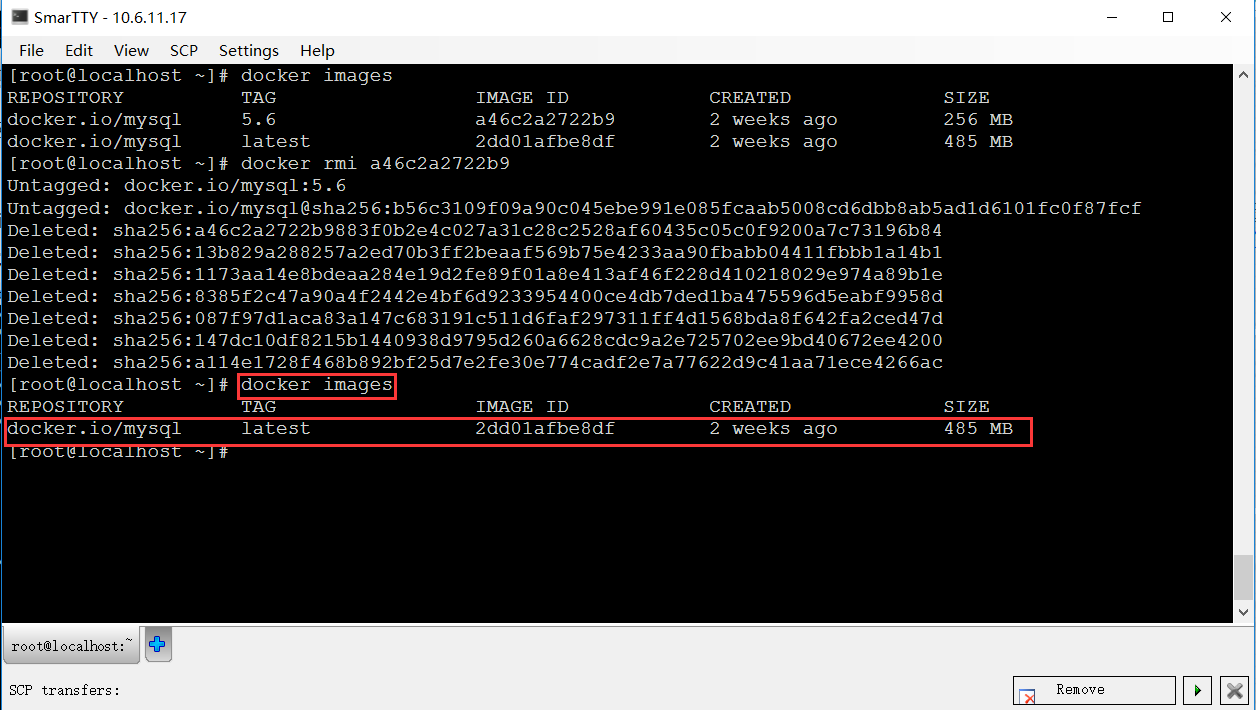 SmarTTY - 10.6.11.17
File Edit View SCP Settings Help
[root@localhost ~]# docker images
REPOSITORY TAG IMAGE ID CREATED SIZE
docker.io/mysql 5.6 a46c2a2722b9 2 weeks ago 256 MB
docker.io/mysql latest 2dd01afbe8df 2 weeks ago 485 MB
[root@localhost ~]# docker rmi a46c2a2722b9
Untagged: docker.io/mysql:5.6
Untagged: docker.io/mysql@sha256:b56c3109f09a90c045ebe991e085fcaab5008cd6dbb8ab5ad1d6101fc0f87fcf
Deleted: sha256:a46c2a2722b9883f0b2e4c027a31c28c2528af60435c05c0f9200a7c73196b84
Deleted: sha256:13b829a288257a2ed70b3ff2beaaf569b75e4233aa90fbabb04411fbbb1a14b1
Deleted: sha256:1173aa14e8bdeaa284e19d2fe89f01a8e413af46f228d410218029e974a89b1e
Deleted: sha256:8385f2c47a90a4f2442e4bf6d9233954400ce4db7ded1ba475596d5eabf9958d
Deleted: sha256:087f97d1aca83a147c683191c511d6faf297311ff4d1568bda8f642fa2ced47d
Deleted: sha256:147dc10df8215b1440938d9795d260a6628cdc9a2e725702ee9bd40672ee4200
Deleted: sha256:a114e1728f468b892bf25d7e2fe30e774cadf2e7a77622d9c41aa71ece4266ac
[root@localhost ~]# docker images
REPOSITORY TAG IMAGE ID CREATED SIZE
docker.io/mysql latest 2dd01afbe8df 2 weeks ago 485 MB
[root@localhost ~]#
root@localhost:~
SCP transfers:
Remove